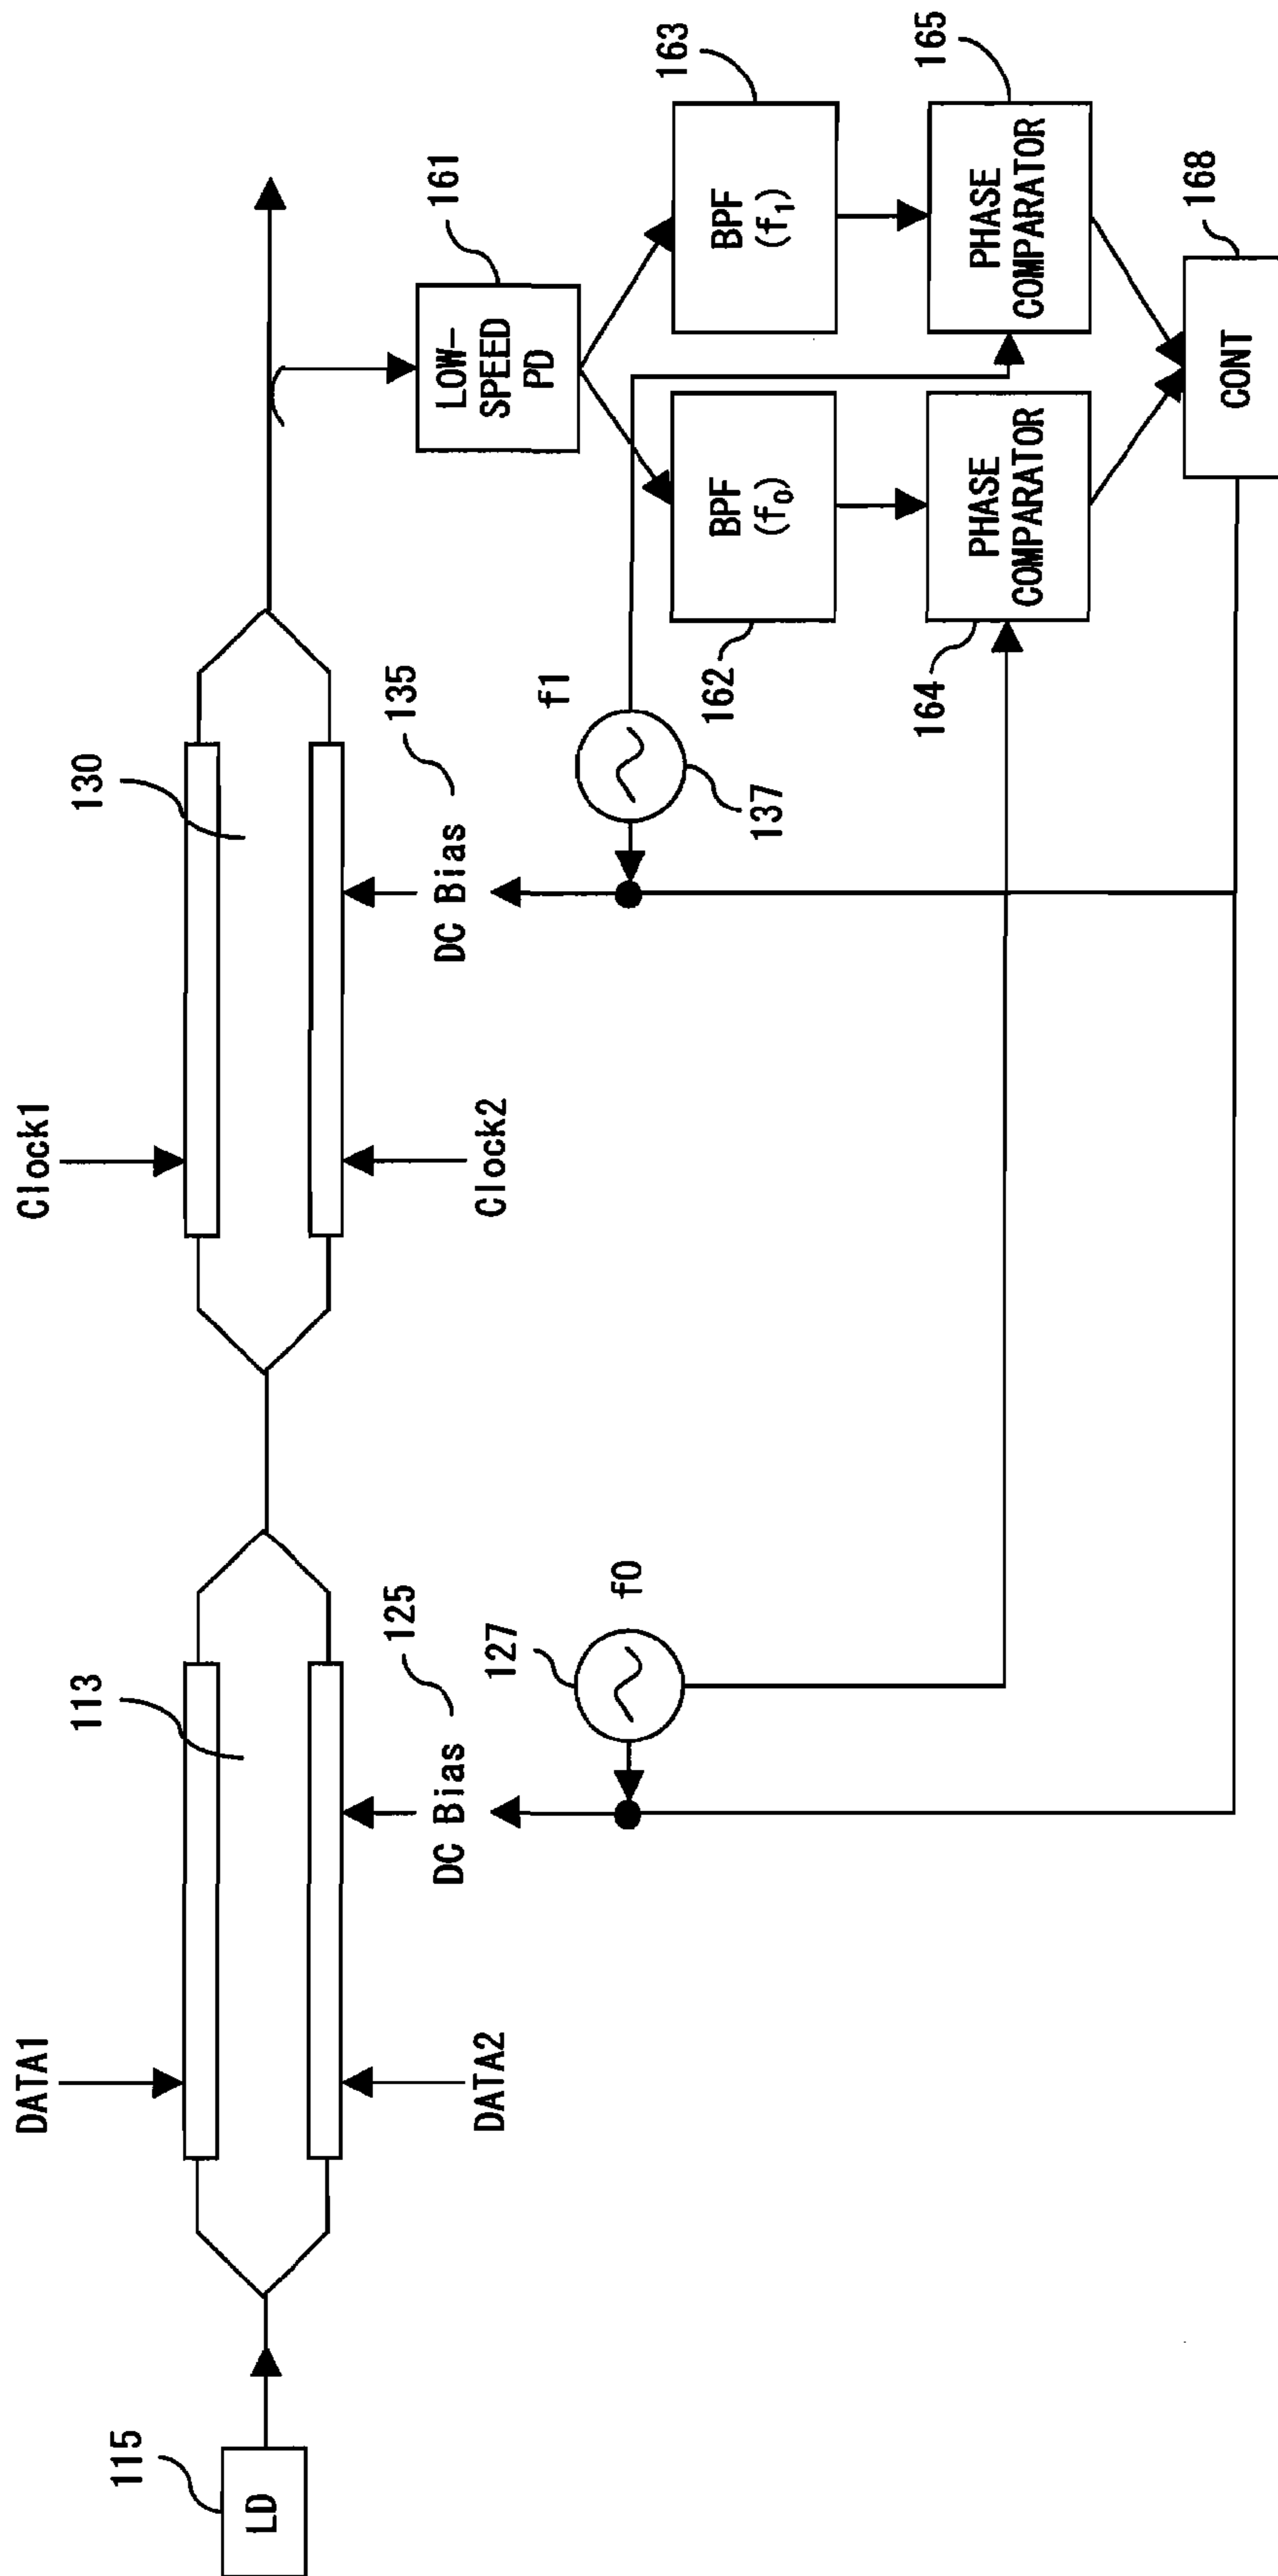 115
LD
DATA1
113
DATA2
DC Bias
125
127
f0
Clock1
130
Clock2
DC Bias
135
137
f1
161
LOW-
SPEED
PD
162
BPF
(f0)
163
BPF
(f1)
164
PHASE
COMPARATOR
165
PHASE
COMPARATOR
168
CONT